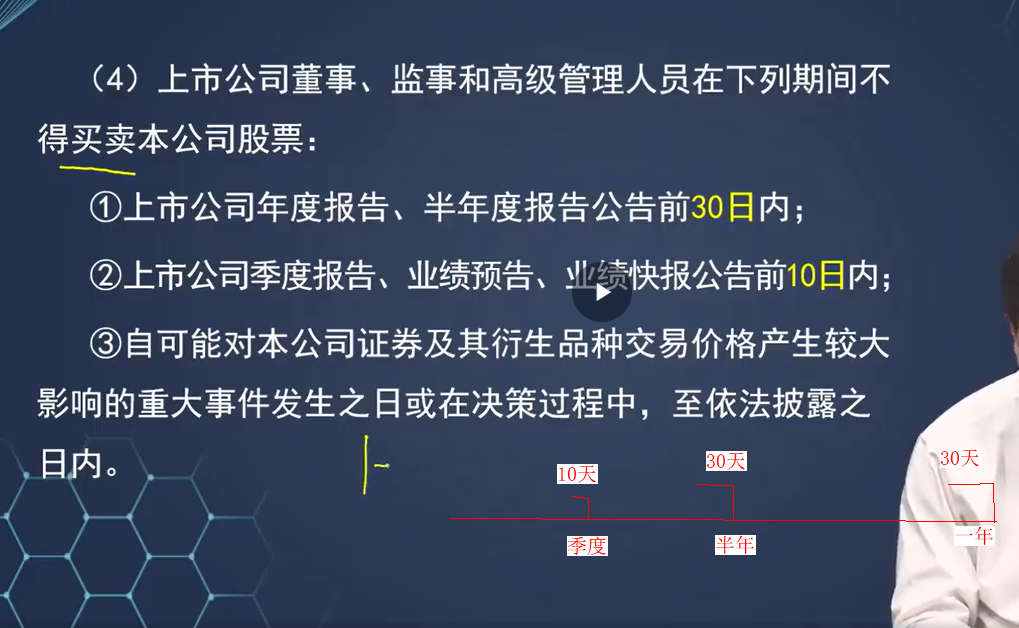 （4）上市公司董事、监事和高级管理人员在下列期间不
得买卖本公司股票：
①上市公司年度报告、半年度报告公告前30日内；
②上市公司季度报告、业绩预告、业绩快报公告前10日内；
③自可能对本公司证券及其衍生品种交易价格产生较大
影响的重大事件发生之日或在决策过程中，至依法披露之
日内。
10天
30天
30天
季度
半年
一年